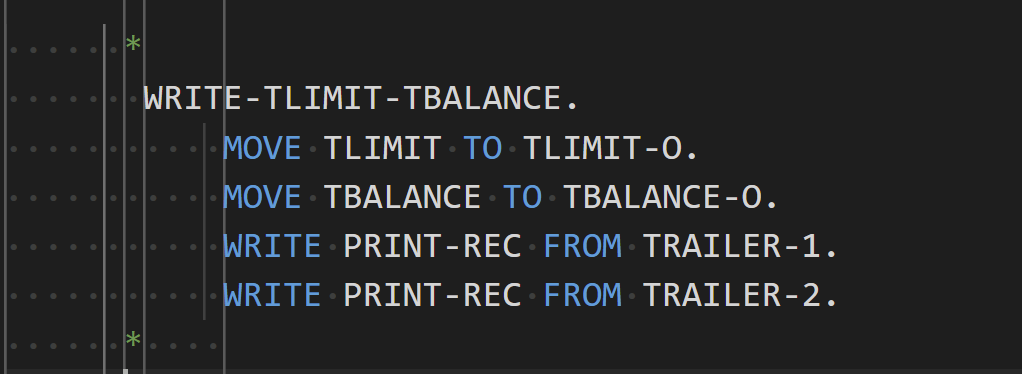 *
WRITE-TLIMIT-TBALANCE.
MOVE TLIMIT TO TLIMIT-O.
MOVE TBALANCE TO TBALANCE-O.
WRITE PRINT-REC FROM TRAILER-1.
WRITE PRINT-REC FROM TRAILER-2.
*